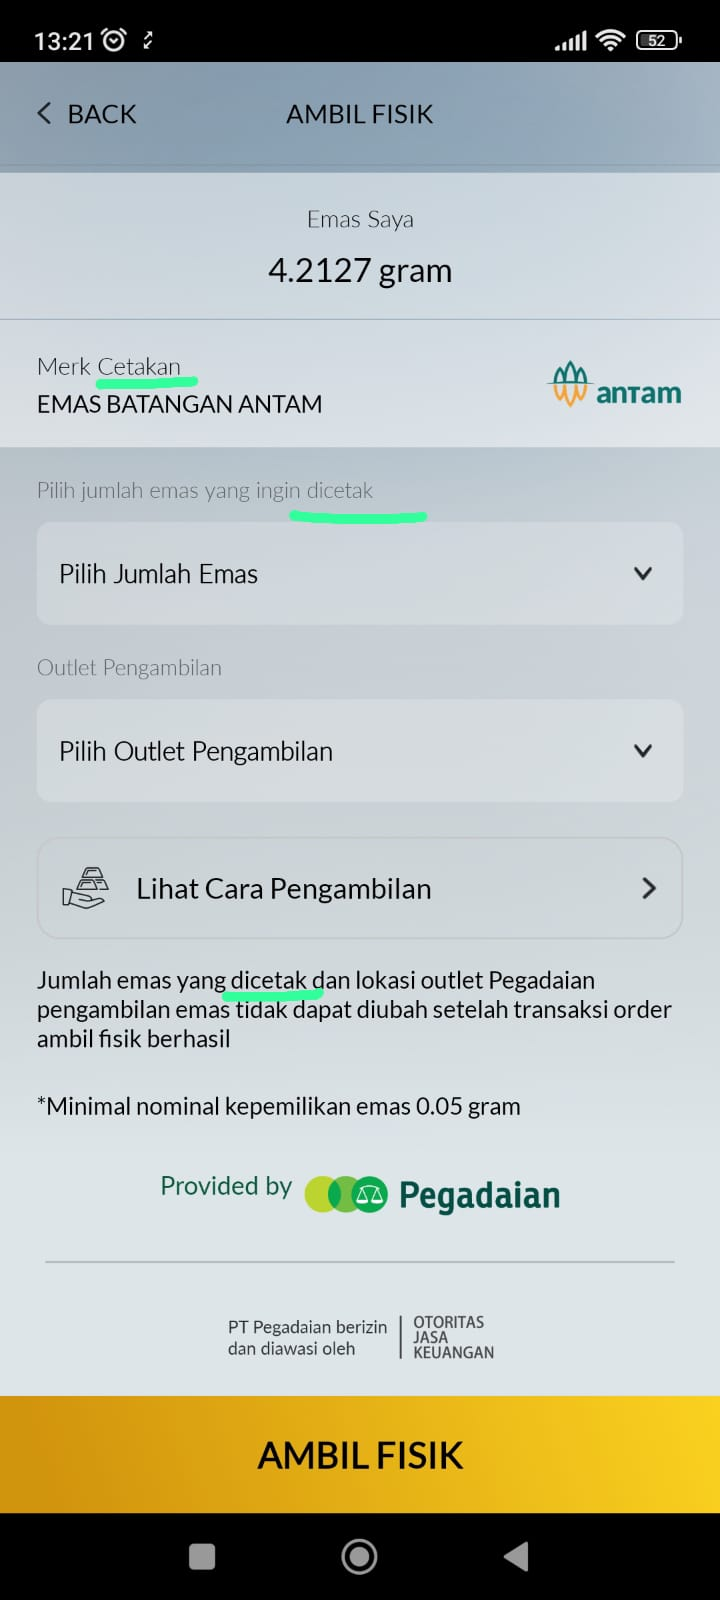 13:21
52
BACK
AMBIL FISIK
Emas Saya
4.2127 gram
Merk Cetakan
EMAS BATANGAN ANTAM
antam
Pilih jumlah emas yang ingin dicetak
Pilih Jumlah Emas
Outlet Pengambilan
Pilih Outlet Pengambilan
Lihat Cara Pengambilan
Jumlah emas yang dicetak dan lokasi outlet Pegadaian
pengambilan emas tidak dapat diubah setelah transaksi order
ambil fisik berhasil
*Minimal nominal kepemilikan emas 0.05 gram
Provided by Pegadaian
PT Pegadaian berizin
dan diawasi oleh
OTORITAS
JASA
KEUANGAN
AMBIL FISIK